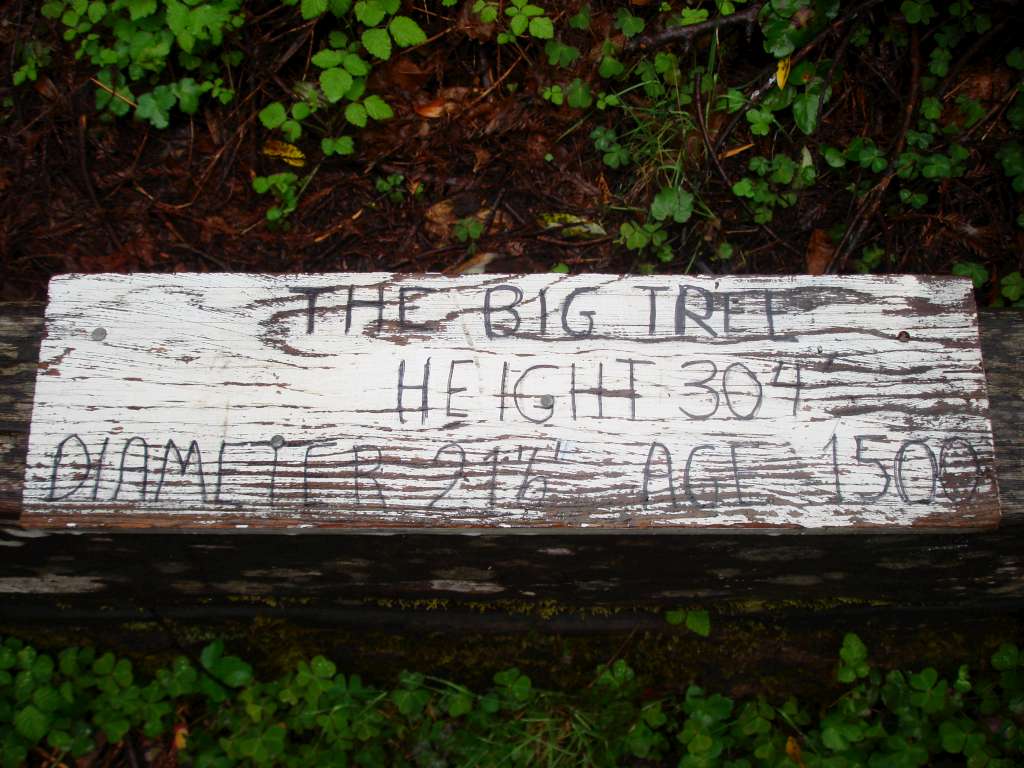 THE BIG TREE
HEIGHT 304'
DIAMETER 21'6" AGE 1500